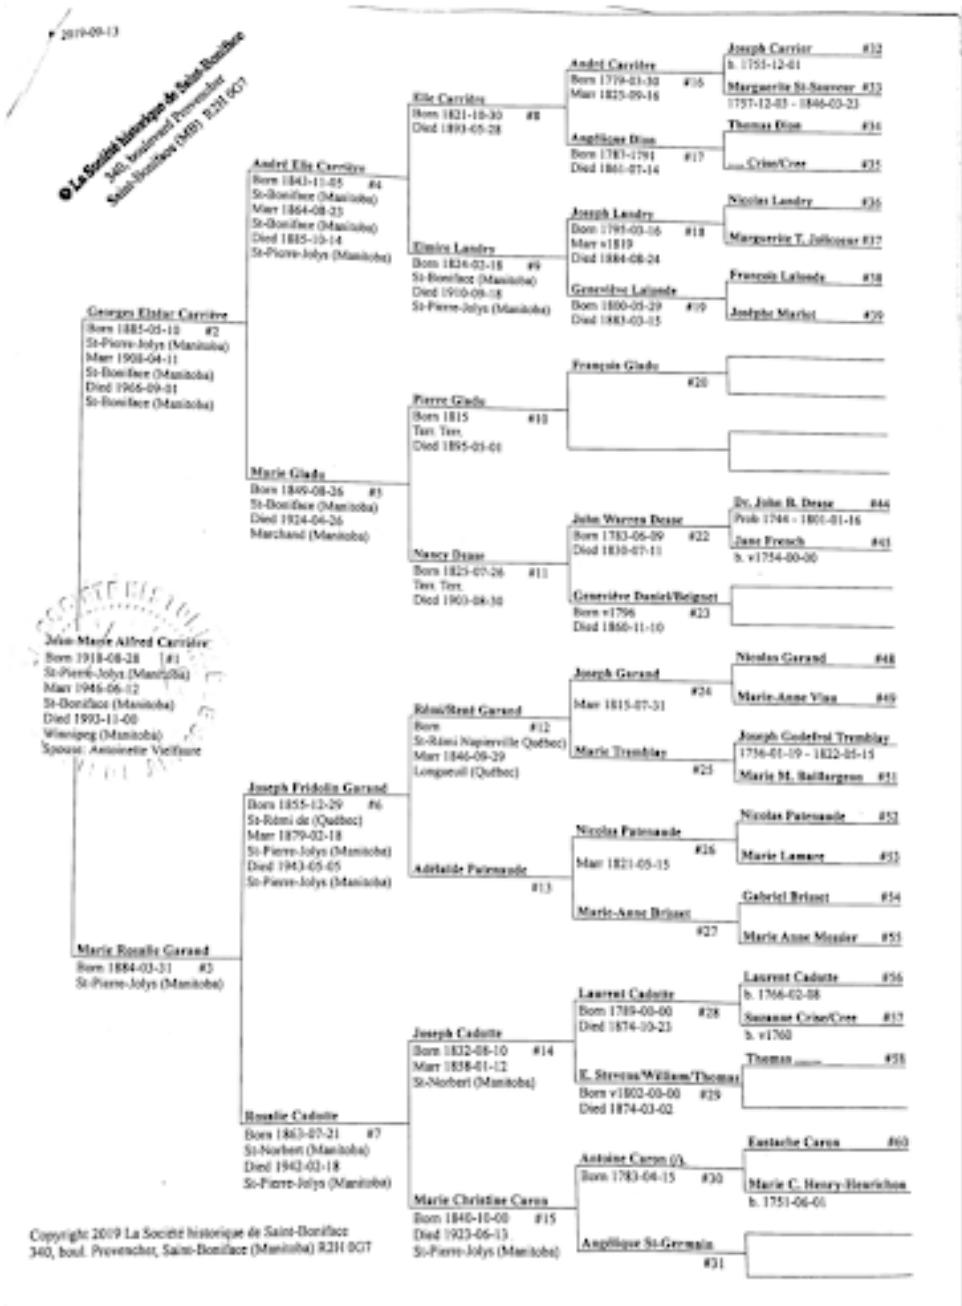 2019-09-13
La Société historique de Saint-Boniface
340, boulevard Provencher
Saint-Boniface (MB) R2H 0G7
Joseph Carrier #32
b. 1755-12-01
André Carrière
Born 1779-03-30 #16
Marr 1825-09-16
Marguerite St-Sauveur #33
1757-12-03 - 1846-03-23
Elie Carrière
Born 1821-10-30 #8
Died 1893-05-28
Thomas Dion #34
Angélique Dion
Born 1787-1791 #17
Died 1861-07-14
___ Crise/Cree #35
André Elie Carrière
Born 1843-11-05 #4
St-Boniface (Manitoba)
Marr 1864-08-23
St-Boniface (Manitoba)
Died 1885-10-14
St-Pierre-Jolys (Manitoba)
Nicolas Landry #36
Joseph Landry
Born 1795-03-16 #18
Marr v1819
Died 1884-08-24
Marguerite T. Jolicoeur #37
Elmire Landry
Born 1824-02-18 #9
St-Boniface (Manitoba)
Died 1910-09-18
St-Pierre-Jolys (Manitoba)
François Lalonde #38
Geneviève Lalonde
Born 1800-05-29 #19
Died 1883-03-15
Josèphe Marlot #39
Georges Elzéar Carrière
Born 1885-05-10 #2
St-Pierre-Jolys (Manitoba)
Marr 1908-04-11
St-Boniface (Manitoba)
Died 1966-09-01
St-Boniface (Manitoba)
François Gladu
#20
Pierre Gladu
Born 1815 #10
Terr. Terr.
Died 1895-05-01
Marie Gladu
Born 1849-08-26 #5
St-Boniface (Manitoba)
Died 1924-04-26
Marchand (Manitoba)
Dr. John B. Dease #44
Prob 1744 - 1801-01-16
John Warren Dease
Born 1783-06-09 #22
Died 1830-07-11
Jane French #45
b. v1754-00-00
Nancy Dease
Born 1825-07-26 #11
Terr. Terr.
Died 1903-08-30
Geneviève Daniel/Beignet
Born v1796 #23
Died 1860-11-10
SOCIÉTÉ HISTORIQUE
Jean-Marie Alfred Carrière
Born 1918-08-28 #1
St-Pierre-Jolys (Manitoba)
Marr 1946-06-12
St-Boniface (Manitoba)
Died 1993-11-00
Winnipeg (Manitoba)
Spouse: Antoinette Vielfaure
Nicolas Garand #48
Joseph Garand
#24
Marr 1815-07-31
Marie-Anne Viau #49
Rémi/René Garand
Born #12
St-Rémi Napierville Québec)
Marr 1846-09-29
Longueuil (Québec)
Joseph Godefroi Tremblay
1756-01-19 - 1822-05-15
Marie Tremblay
#25
Marie M. Baillargeon #51
Joseph Fridolin Garand
Born 1855-12-29 #6
St-Rémi de (Québec)
Marr 1879-02-18
St-Pierre-Jolys (Manitoba)
Died 1943-05-05
St-Pierre-Jolys (Manitoba)
Nicolas Patenaude #52
Nicolas Patenaude
#26
Marr 1821-05-15
Marie Lamare #53
Adélaïde Patenaude
#13
Gabriel Brisset #54
Marie-Anne Brisset
#27
Marie Anne Messier #55
Marie Rosalie Garand
Born 1884-03-31 #3
St-Pierre-Jolys (Manitoba)
Laurent Cadotte #56
b. 1766-02-08
Laurent Cadotte
Born 1789-00-00 #28
Died 1874-10-23
Suzanne Crise/Cree #57
b. v1760
Joseph Cadotte
Born 1832-08-10 #14
Marr 1858-01-12
St-Norbert (Manitoba)
Thomas ____ #58
E. Stevens/William/Thomas
Born v1802-00-00 #29
Died 1874-03-02
Rosalie Cadotte
Born 1863-07-21 #7
St-Norbert (Manitoba)
Died 1942-02-18
St-Pierre-Jolys (Manitoba)
Eustache Caron #60
Antoine Caron (/).
Born 1783-04-15 #30
Marie C. Henry-Henrichon
b. 1751-06-01
Marie Christine Caron
Born 1840-10-00 #15
Died 1923-06-13
St-Pierre-Jolys (Manitoba)
Angélique St-Germain
#31
Copyright 2019 La Société historique de Saint-Boniface
340, boul. Provencher, Saint-Boniface (Manitoba) R2H 0G7